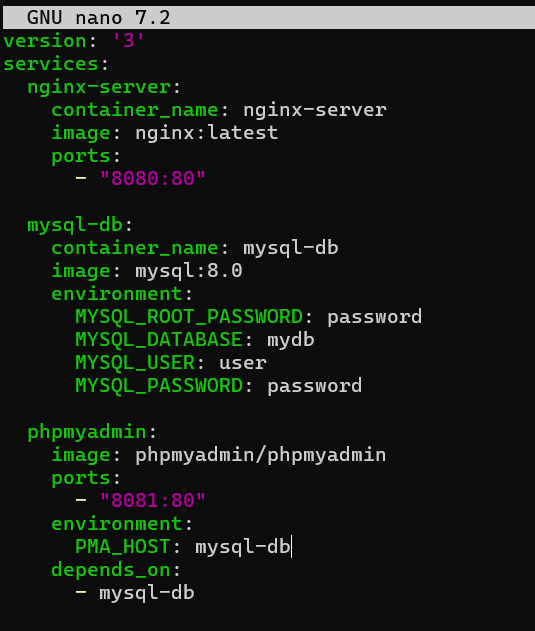 GNU nano 7.2
version: '3'
services:
  nginx-server:
    container_name: nginx-server
    image: nginx:latest
    ports:
      - "8080:80"

  mysql-db:
    container_name: mysql-db
    image: mysql:8.0
    environment:
      MYSQL_ROOT_PASSWORD: password
      MYSQL_DATABASE: mydb
      MYSQL_USER: user
      MYSQL_PASSWORD: password

  phpmyadmin:
    image: phpmyadmin/phpmyadmin
    ports:
      - "8081:80"
    environment:
      PMA_HOST: mysql-db
    depends_on:
      - mysql-db